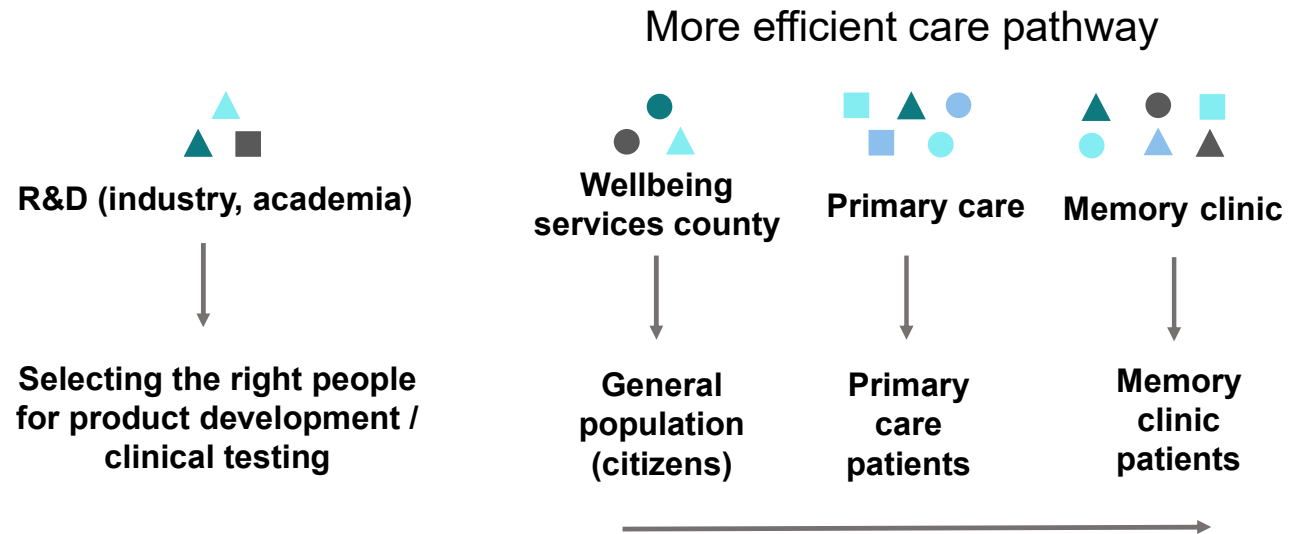 More efficient care pathway
R&D (industry, academia)
Selecting the right people
for product development /
clinical testing
Wellbeing
services county
General
population
(citizens)
Primary care
Primary
care
patients
Memory clinic
Memory
clinic
patients